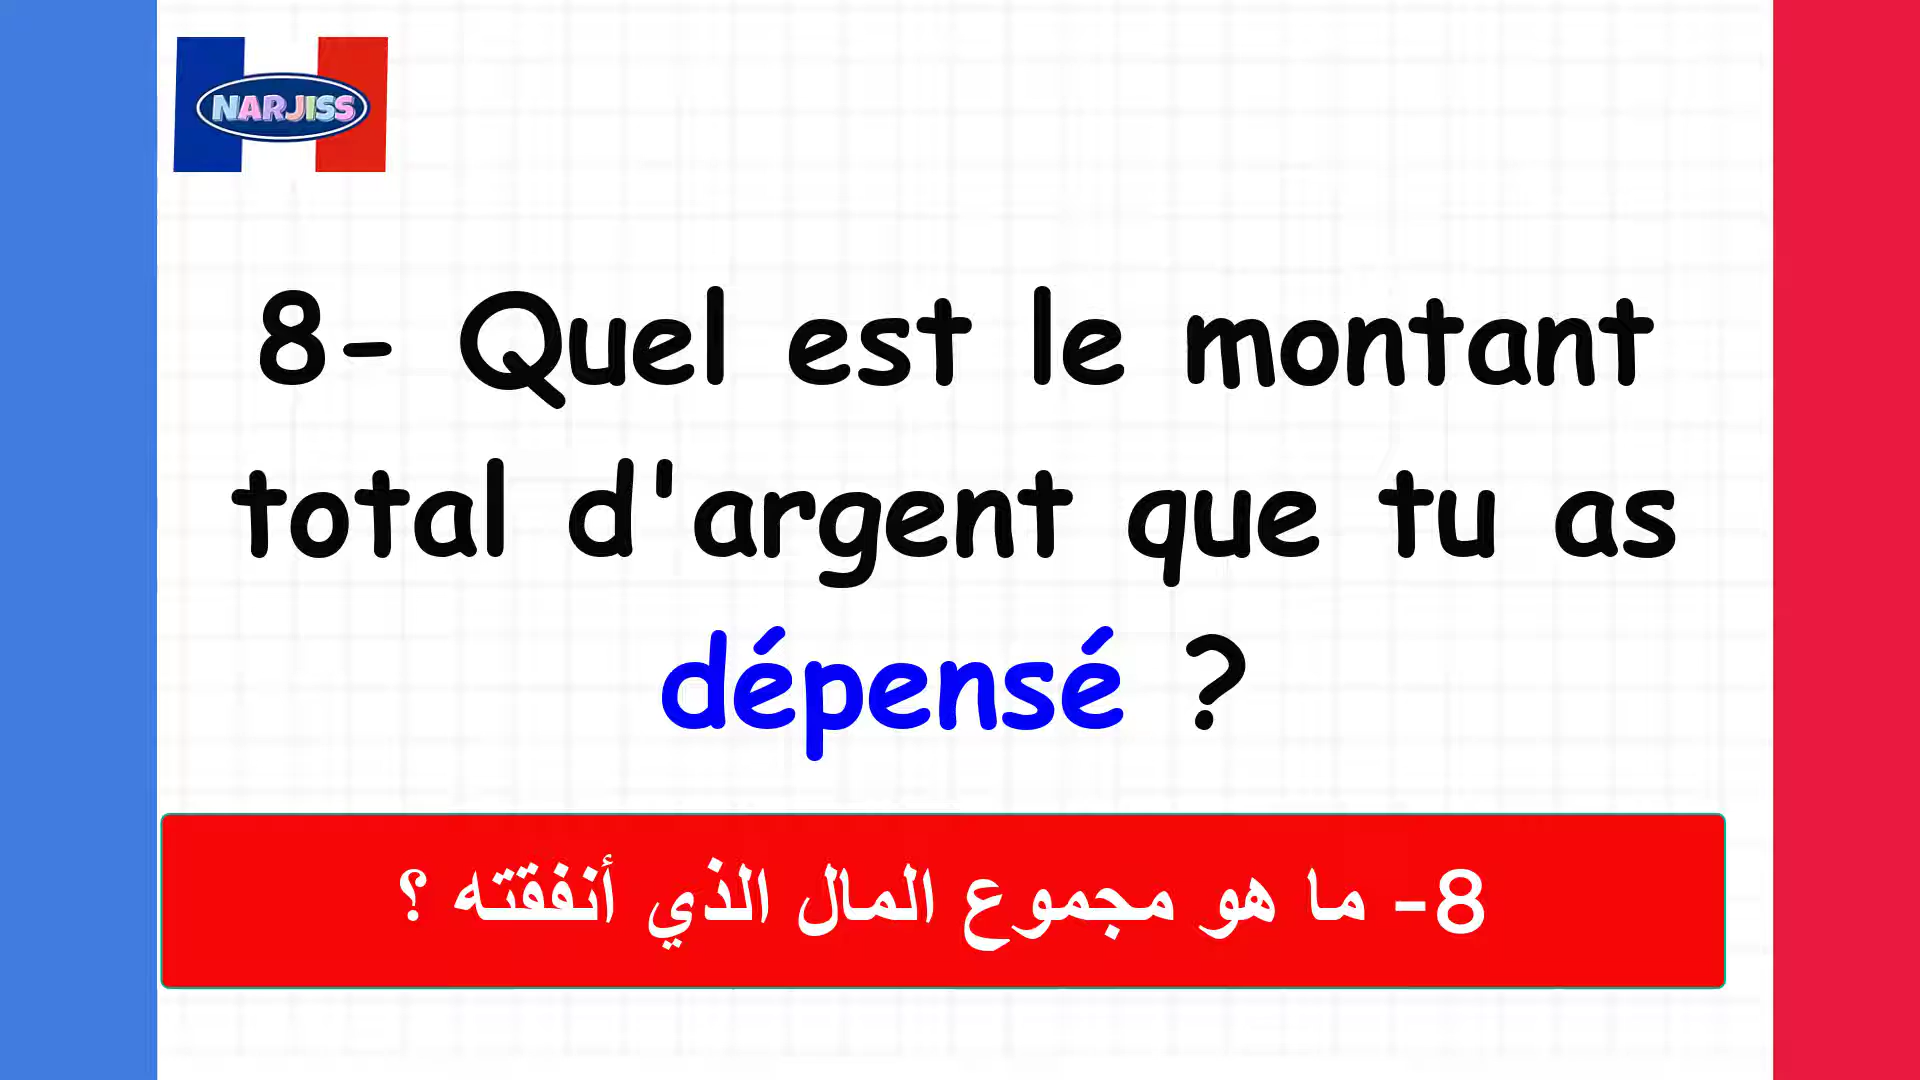 NARJISS
8- Quel est le montant
total d'argent que tu as
dépensé ?
8- ما هو مجموع المال الذي أنفقته ؟